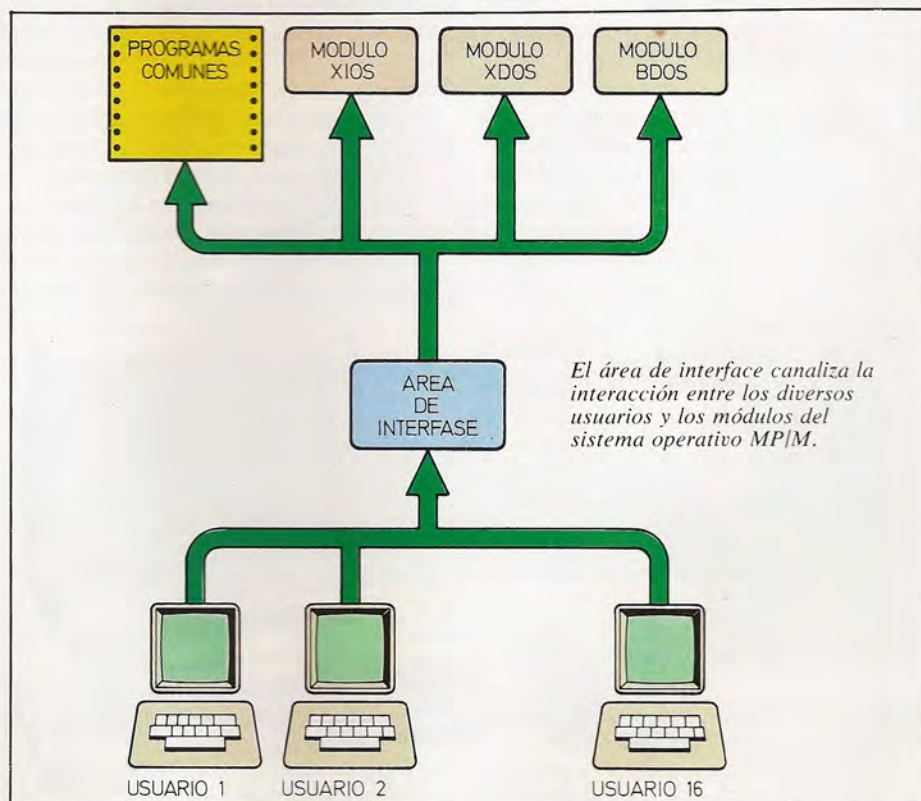 PROGRAMAS
COMUNES
MODULO
XIOS
MODULO
XDOS
MODULO
BDOS
AREA
DE
INTERFASE
El área de interface canaliza la
interacción entre los diversos
usuarios y los módulos del
sistema operativo MP/M.
USUARIO 1
USUARIO 2
USUARIO 16